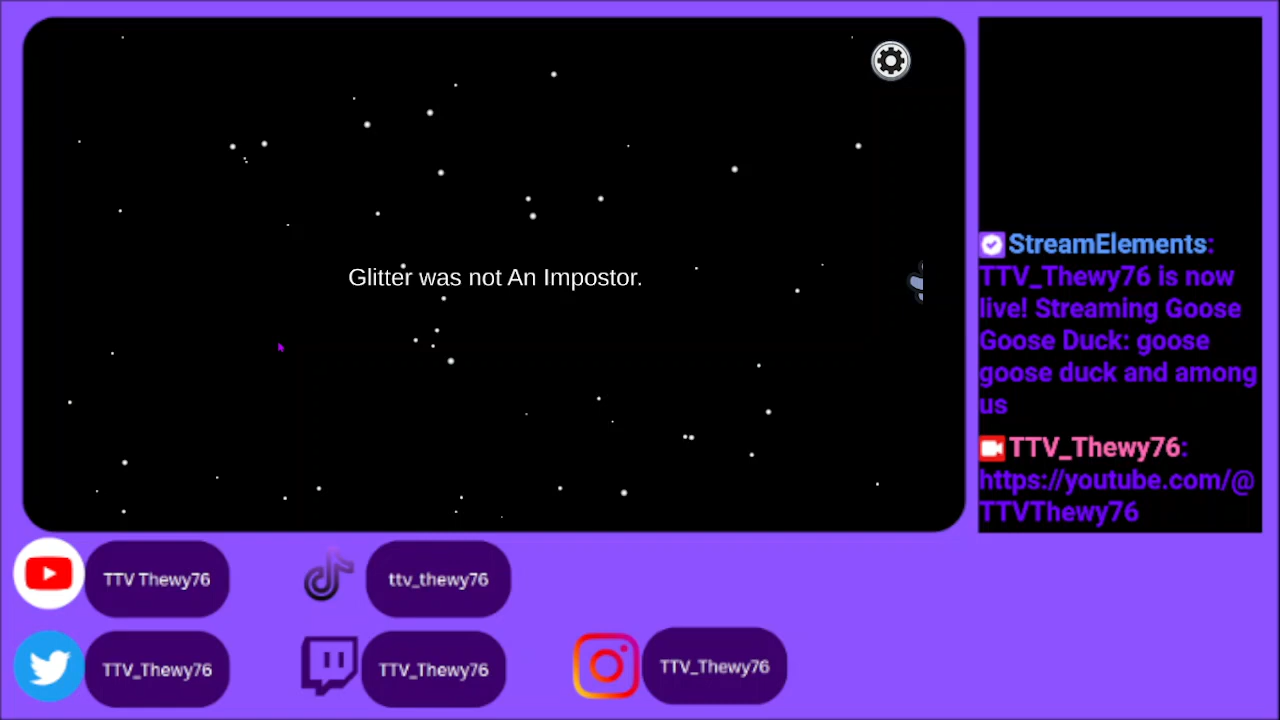 Glitter was not An Impostor.
StreamElements:
TTV_Thewy76 is now
live! Streaming Goose
Goose Duck: goose
goose duck and among
us
TTV_Thewy76:
https://youtube.com/@
TTVThewy76
TTV Thewy76
ttv_thewy76
TTV_Thewy76
TTV_Thewy76
TTV_Thewy76